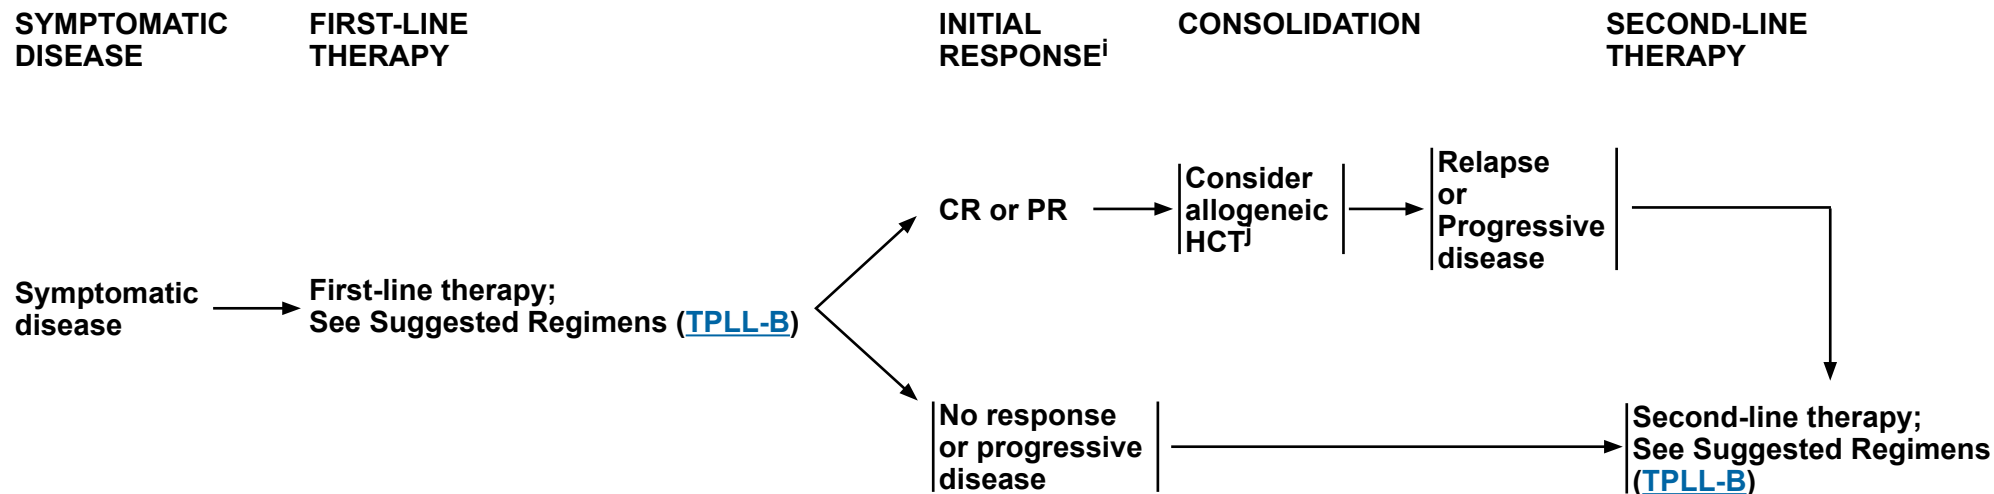 SYMPTOMATIC
DISEASE
FIRST-LINE
THERAPY
INITIAL
RESPONSEi
CONSOLIDATION
SECOND-LINE
THERAPY
Symptomatic
disease
First-line therapy;
See Suggested Regimens (TPLL-B)
CR or PR
Consider
allogeneic
HCTj
Relapse
or
Progressive
disease
No response
or progressive
disease
Second-line therapy;
See Suggested Regimens
(TPLL-B)